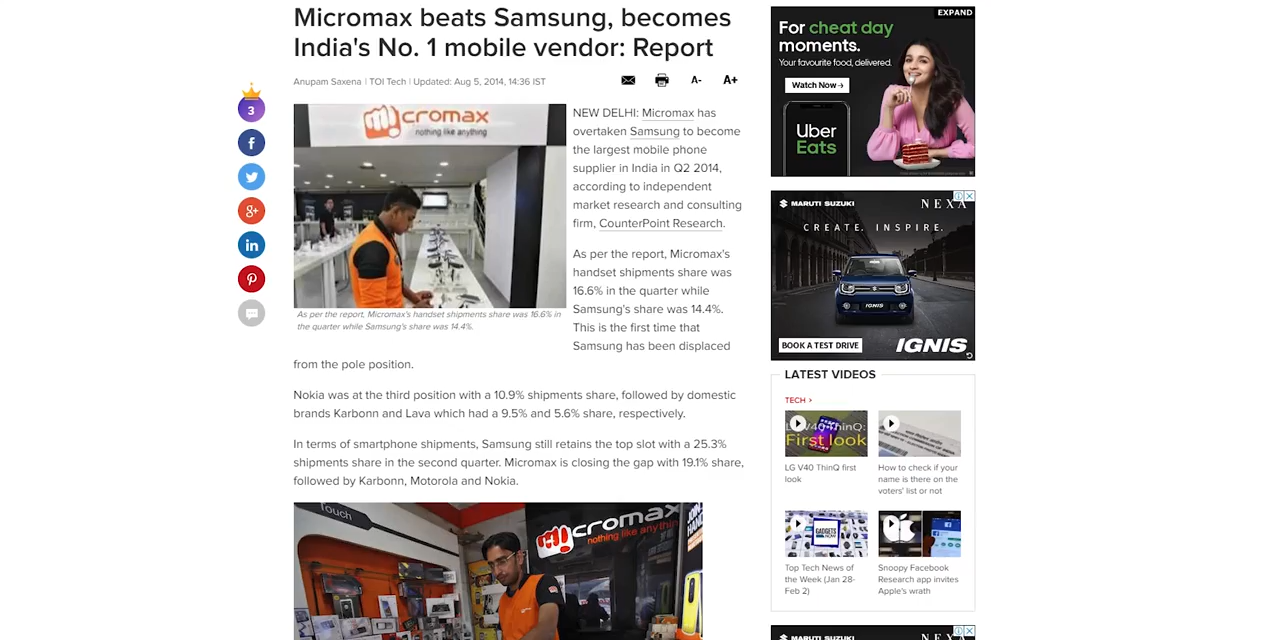 Micromax beats Samsung, becomes
India's No. 1 mobile vendor: Report
Anupam Saxena | TOI Tech | Updated: Aug 5, 2014, 14:36 IST
A-
A+
3
f
g+
in
cromax
nothing like anything
As per the report, Micromax's handset shipments share was 16.6% in
the quarter while Samsung's share was 14.4%.
NEW DELHI: Micromax has
overtaken Samsung to become
the largest mobile phone
supplier in India in Q2 2014,
according to independent
market research and consulting
firm, CounterPoint Research.
As per the report, Micromax's
handset shipments share was
16.6% in the quarter while
Samsung's share was 14.4%.
This is the first time that
Samsung has been displaced
from the pole position.
Nokia was at the third position with a 10.9% shipments share, followed by domestic
brands Karbonn and Lava which had a 9.5% and 5.6% share, respectively.
In terms of smartphone shipments, Samsung still retains the top slot with a 25.3%
shipments share in the second quarter. Micromax is closing the gap with 19.1% share,
followed by Karbonn, Motorola and Nokia.
Touch
cromax
nothing like anythin
EXPAND
For cheat day
moments.
Your favourite food, delivered.
Watch Now
Uber
Eats
MARUTI SUZUKI
NEXA
CREATE. INSPIRE.
IGNIS
BOOK A TEST DRIVE
IGNIS
LATEST VIDEOS
TECH >
LG V40 ThinQ:
First look
LG V40 ThinQ first
look
How to check if your
name is there on the
voters' list or not
GADGETS
NOW
Top Tech News of
the Week (Jan 28-
Feb 2)
Snoopy Facebook
Research app invites
Apple's wrath
MARUTI SUZUKI
NEXA